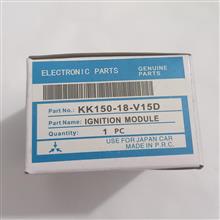 ELECTRONIC PARTS
GENUINE PARTS
Part No.: KK150-18-V15D
Part Name: IGNITION MODULE
Quantity: 1 PC
USE FOR JAPAN CAR
MADE IN P.R.C.